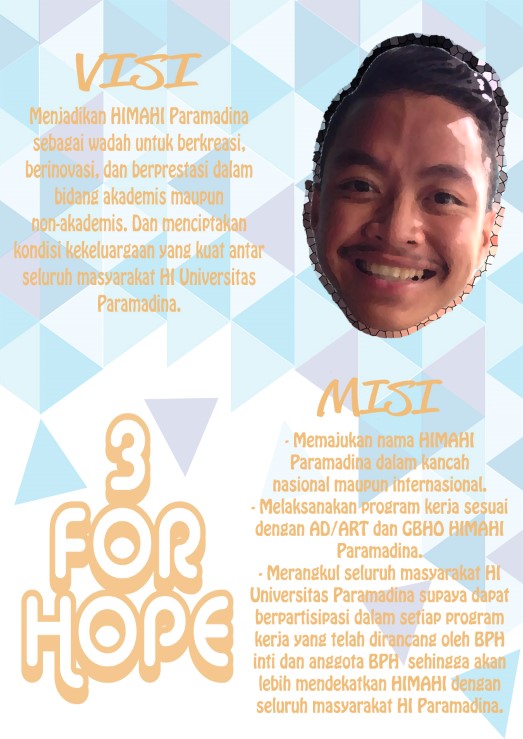 VISI
Menjadikan HIMAHI Paramadina
sebagai wadah untuk berkreasi,
berinovasi, dan berprestasi dalam
bidang akademis maupun
non-akademis. Dan menciptakan
kondisi kekeluargaan yang kuat antar
seluruh masyarakat HI Universitas
Paramadina.
MISI
- Memajukan nama HIMAHI
Paramadina dalam kancah
nasional maupun internasional.
- Melaksanakan program kerja sesuai
dengan AD/ART dan GBHO HIMAHI
Paramadina.
- Merangkul seluruh masyarakat HI
Universitas Paramadina supaya dapat
berpartisipasi dalam setiap program
kerja yang telah dirancang oleh BPH
inti dan anggota BPH sehingga akan
lebih mendekatkan HIMAHI dengan
seluruh masyarakat HI Paramadina.
3
FOR
HOPE